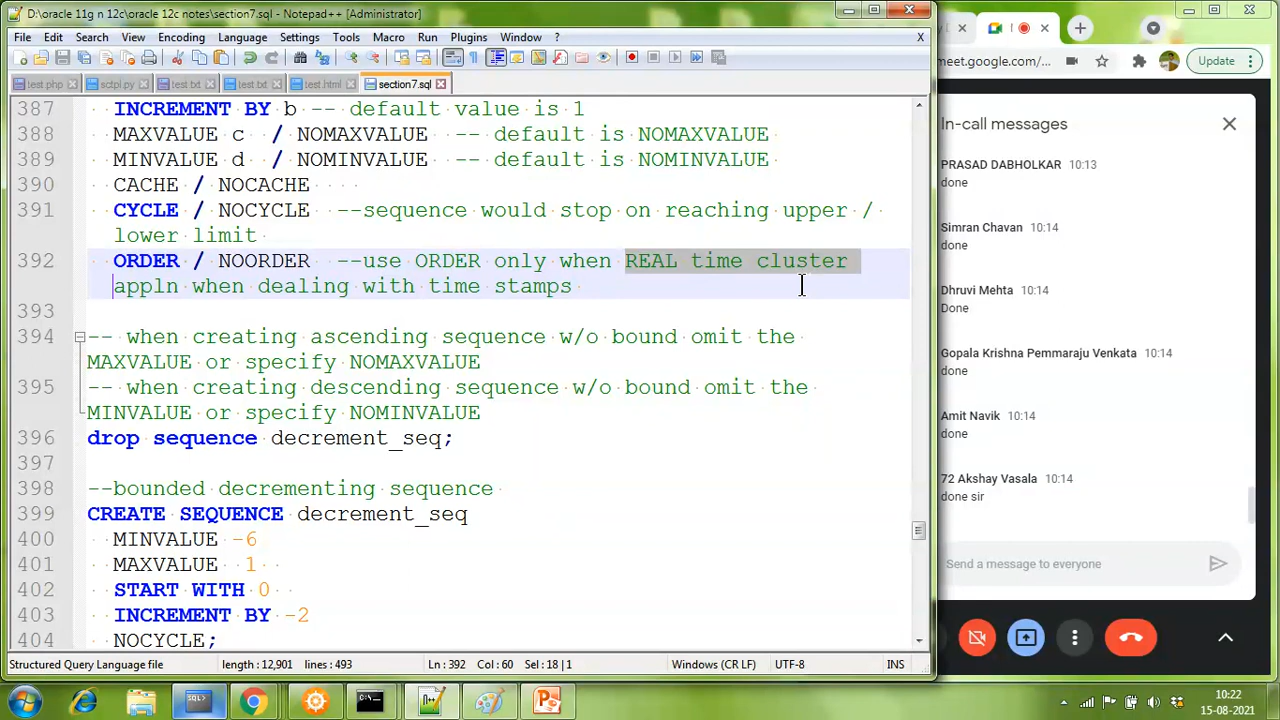 D:\oracle 11g n 12c\oracle 12c notes\section7.sql - Notepad++ [Administrator]
File Edit Search View Encoding Language Settings Tools Macro Run Plugins Window ? X
test.php sctpl.py test txt test.txt test.html section7.sql
387 INCREMENT BY b -- default value is 1
388 MAXVALUE c / NOMAXVALUE -- default is NOMAXVALUE
389 MINVALUE d / NOMINVALUE -- default is NOMINVALUE
390 CACHE / NOCACHE
391 CYCLE / NOCYCLE --sequence would stop on reaching upper /
lower limit
392 ORDER / NOORDER --use ORDER only when REAL time cluster
appln when dealing with time stamps
393
394 -- when creating ascending sequence w/o bound omit the
MAXVALUE or specify NOMAXVALUE
395 -- when creating descending sequence w/o bound omit the
MINVALUE or specify NOMINVALUE
396 drop sequence decrement_seq;
397
398 --bounded decrementing sequence
399 CREATE SEQUENCE decrement_seq
400 MINVALUE -6
401 MAXVALUE 1
402 START WITH 0
403 INCREMENT BY -2
404 NOCYCLE;
Structured Query Language file length : 12,901 lines : 493 Ln : 392 Col : 60 Sel : 18 | 1 Windows (CR LF) UTF-8 INS
meet.google.com Update
In-call messages
PRASAD DABHOLKAR 10:13
done
Simran Chavan 10:14
done
Dhruvi Mehta 10:14
Done
Gopala Krishna Pemmaraju Venkata 10:14
done
Amit Navik 10:14
done
72 Akshay Vasala 10:14
done sir
Send a message to everyone
10:22
15-08-2021